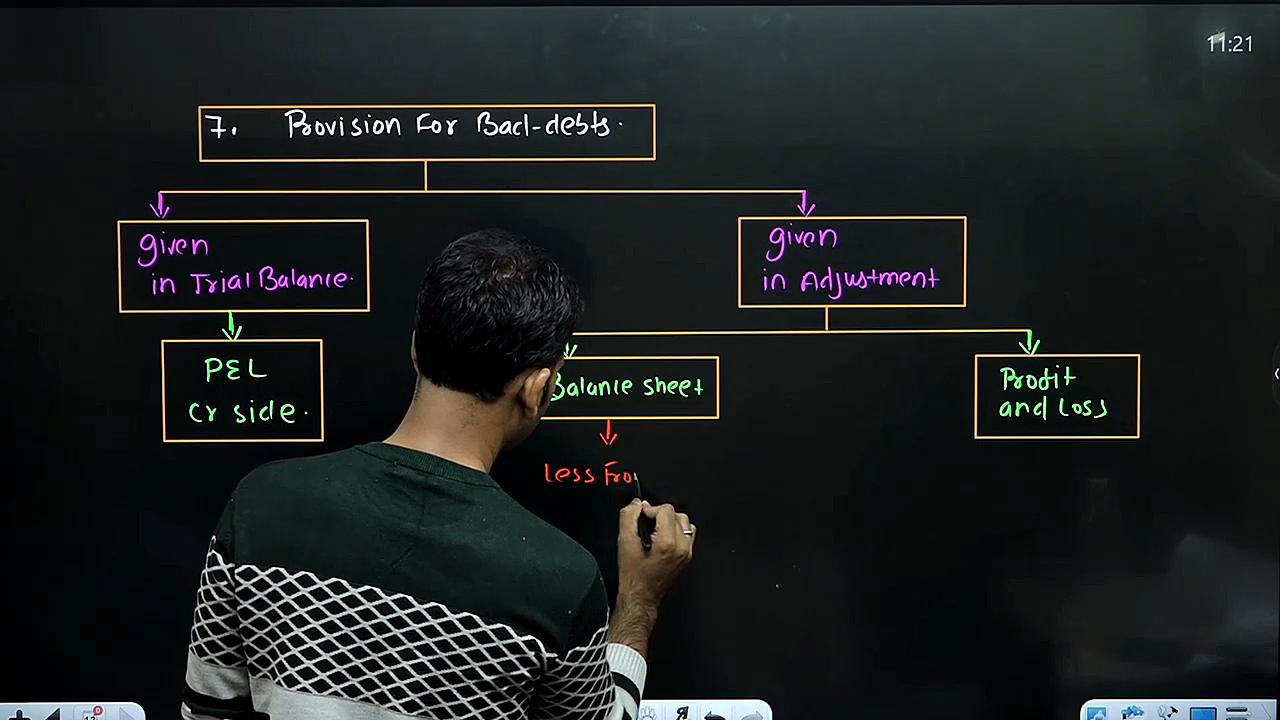 11:21
7. Provision For Bad-debts.
given
in Trial Balance.
given
in Adjustment
P&L
Cr side.
Balance sheet
Profit
and Loss
less Fro